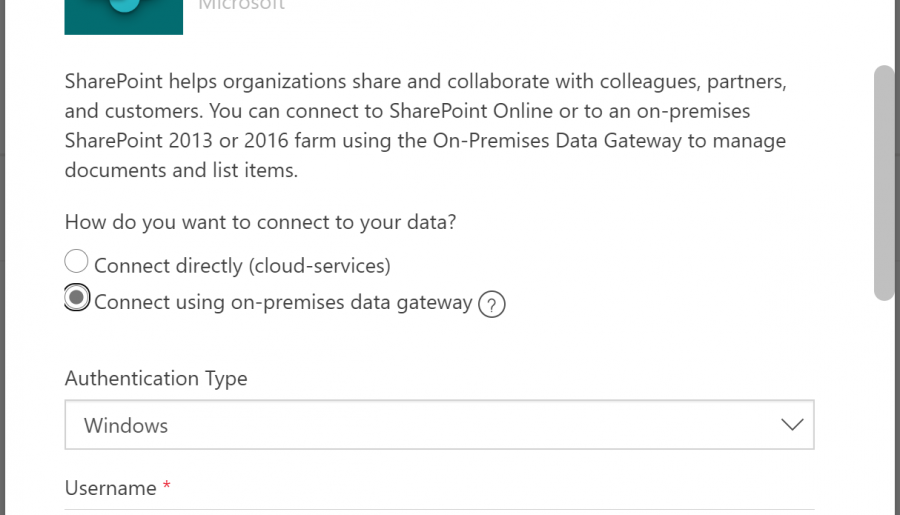 Microsoft
SharePoint helps organizations share and collaborate with colleagues, partners,
and customers. You can connect to SharePoint Online or to an on-premises
SharePoint 2013 or 2016 farm using the On-Premises Data Gateway to manage
documents and list items.
How do you want to connect to your data?
Connect directly (cloud-services)
Connect using on-premises data gateway ?
Authentication Type
Windows
Username *